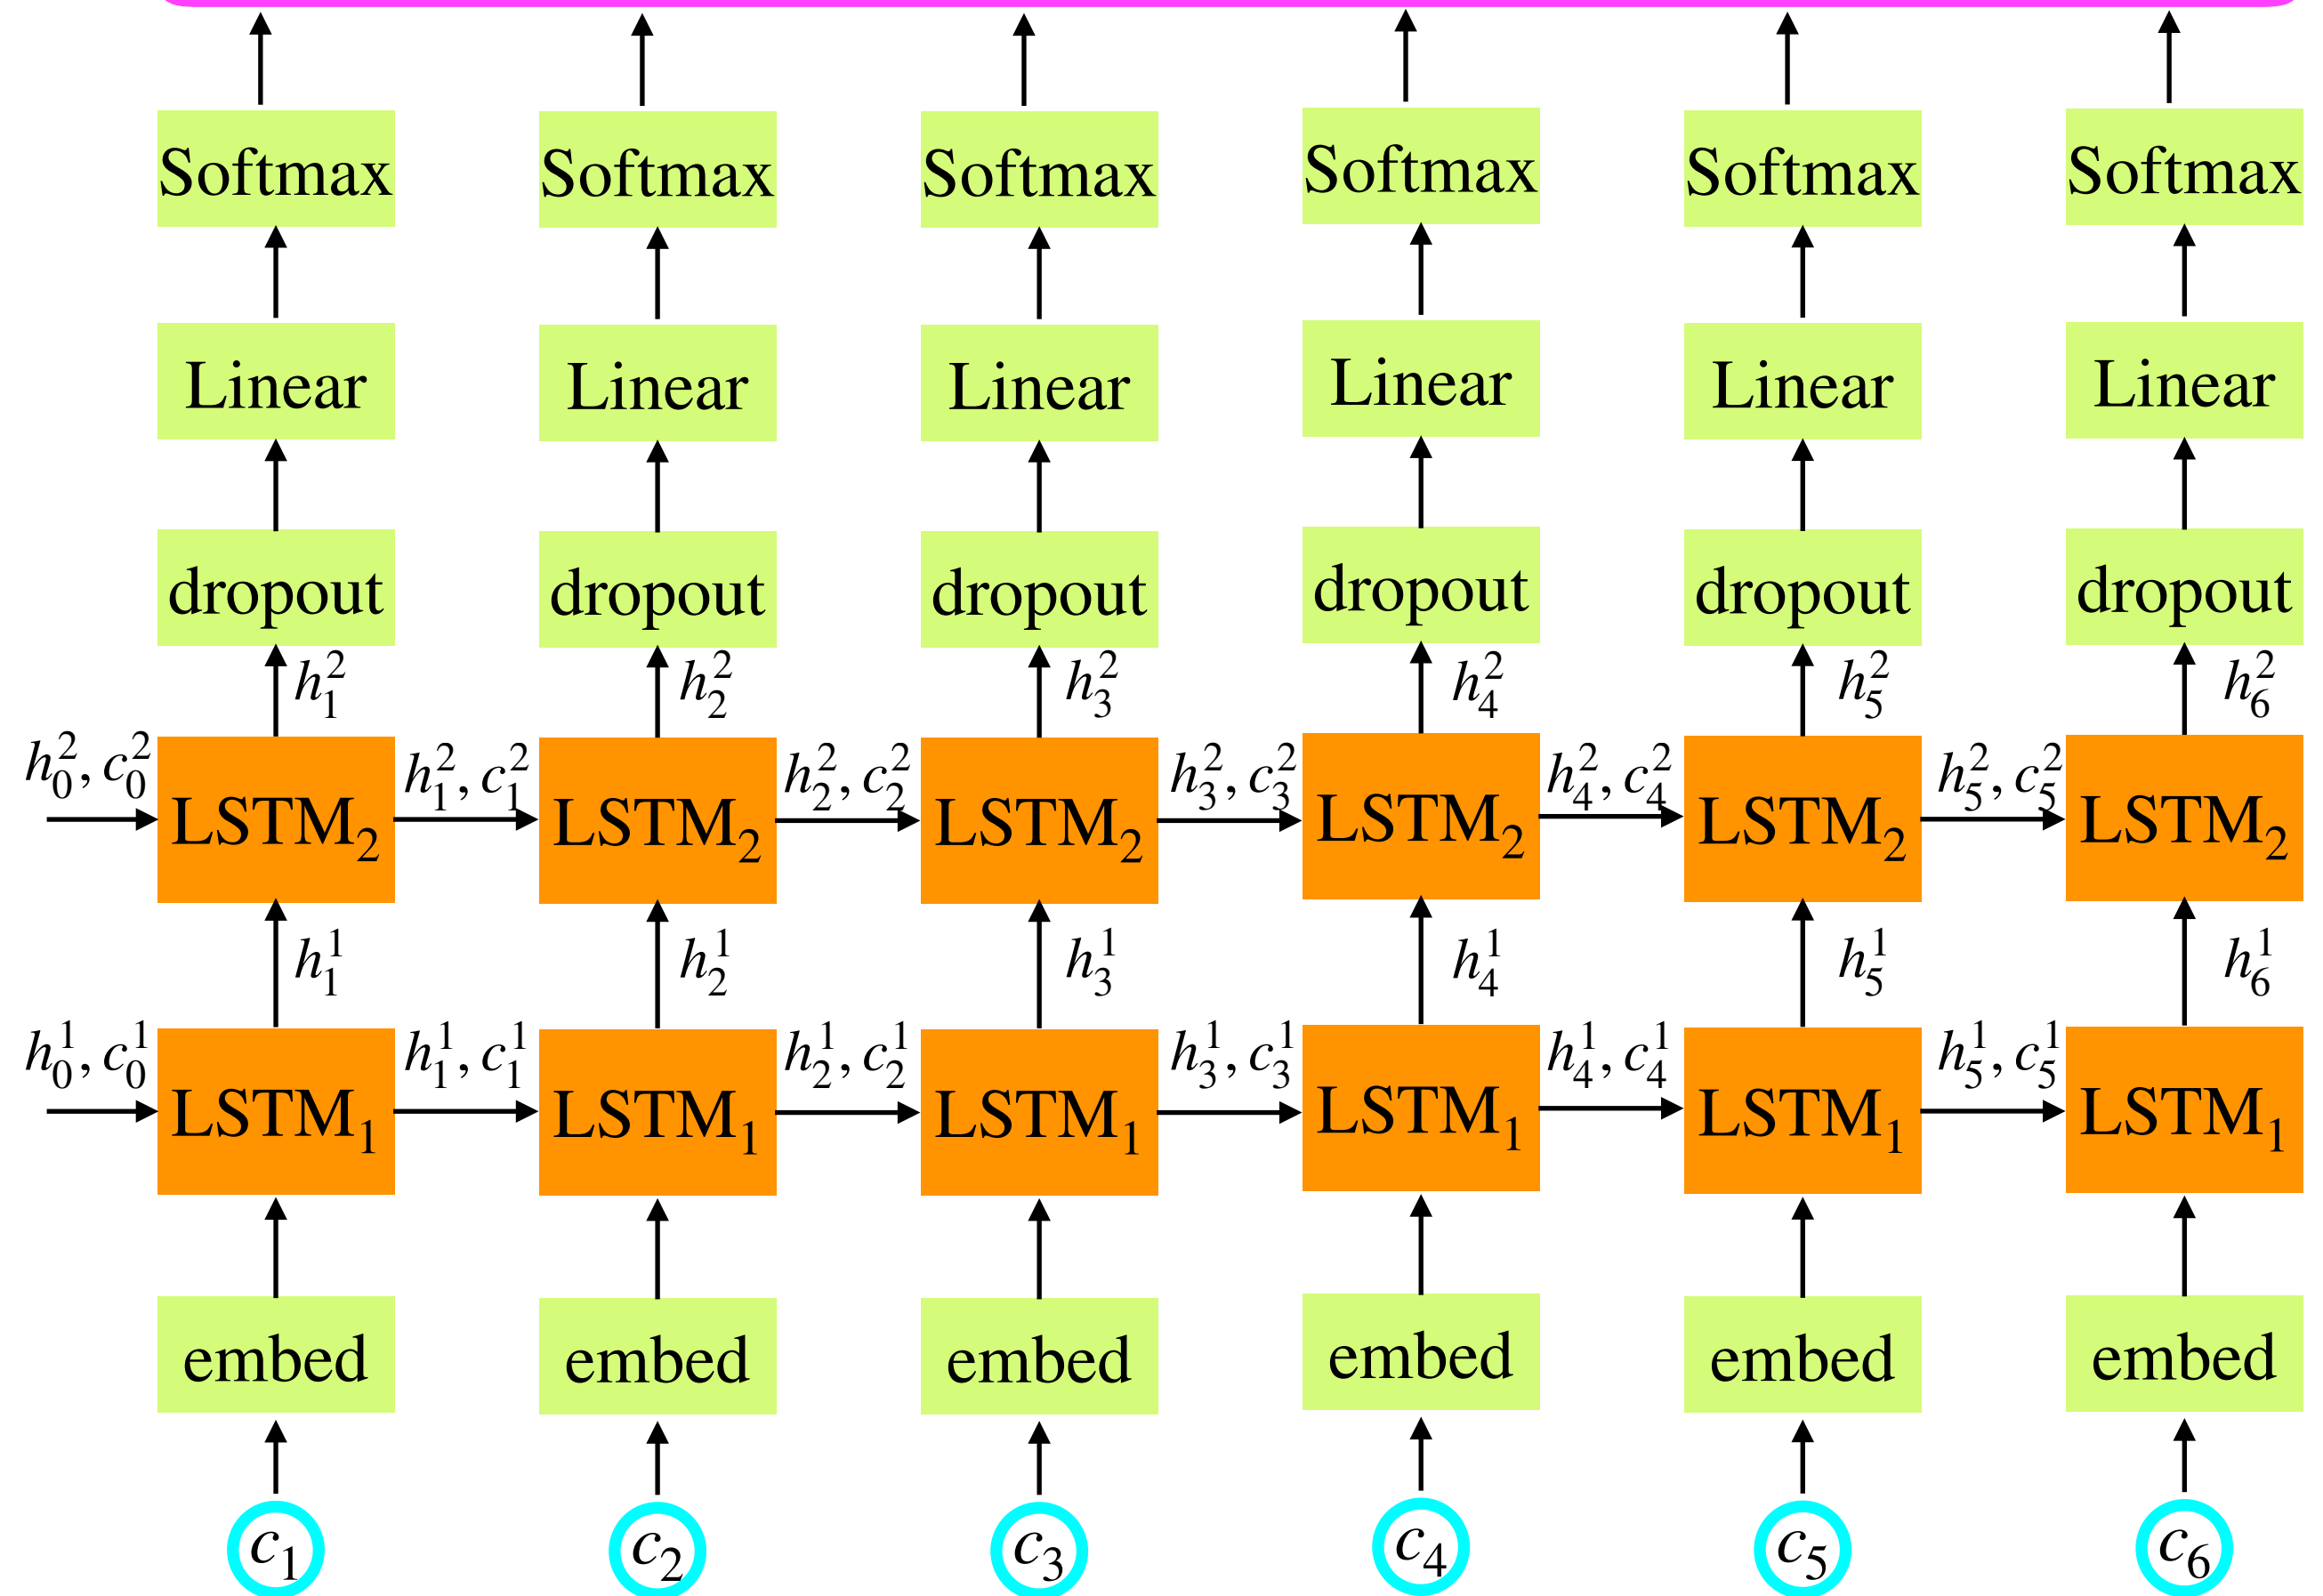 Softmax Softmax Softmax Softmax Softmax Softmax
Linear Linear Linear Linear Linear Linear
dropout dropout dropout dropout dropout dropout
h_1^2 h_2^2 h_3^2 h_4^2 h_5^2 h_6^2
h_0^2, c_0^2 h_1^2, c_1^2 h_2^2, c_2^2 h_3^2, c_3^2 h_4^2, c_4^2 h_5^2, c_5^2
LSTM_2 LSTM_2 LSTM_2 LSTM_2 LSTM_2 LSTM_2
h_1^1 h_2^1 h_3^1 h_4^1 h_5^1 h_6^1
h_0^1, c_0^1 h_1^1, c_1^1 h_2^1, c_2^1 h_3^1, c_3^1 h_4^1, c_4^1 h_5^1, c_5^1
LSTM_1 LSTM_1 LSTM_1 LSTM_1 LSTM_1 LSTM_1
embed embed embed embed embed embed
c_1 c_2 c_3 c_4 c_5 c_6